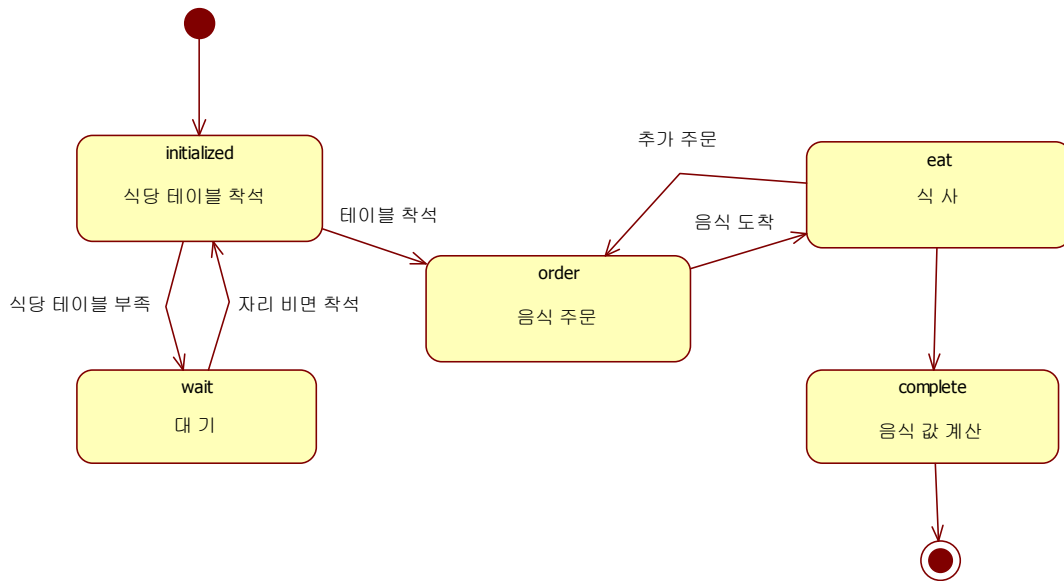 initialized
식당 테이블 착석
추가 주문
eat
식 사
테이블 착석
음식 도착
order
음식 주문
식당 테이블 부족
자리 비면 착석
wait
대 기
complete
음식 값 계산